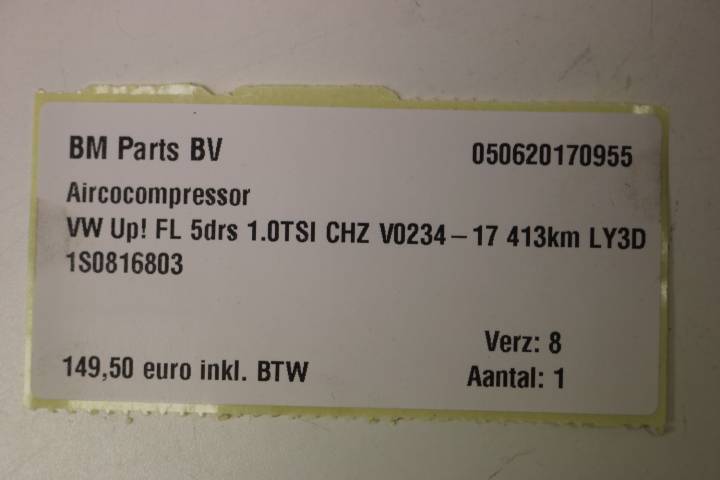 BM Parts BV 050620170955
Aircocompressor
VW Up! FL 5drs 1.0TSI CHZ V0234-17 413km LY3D
1S0816803
Verz: 8
149,50 euro inkl. BTW Aantal: 1